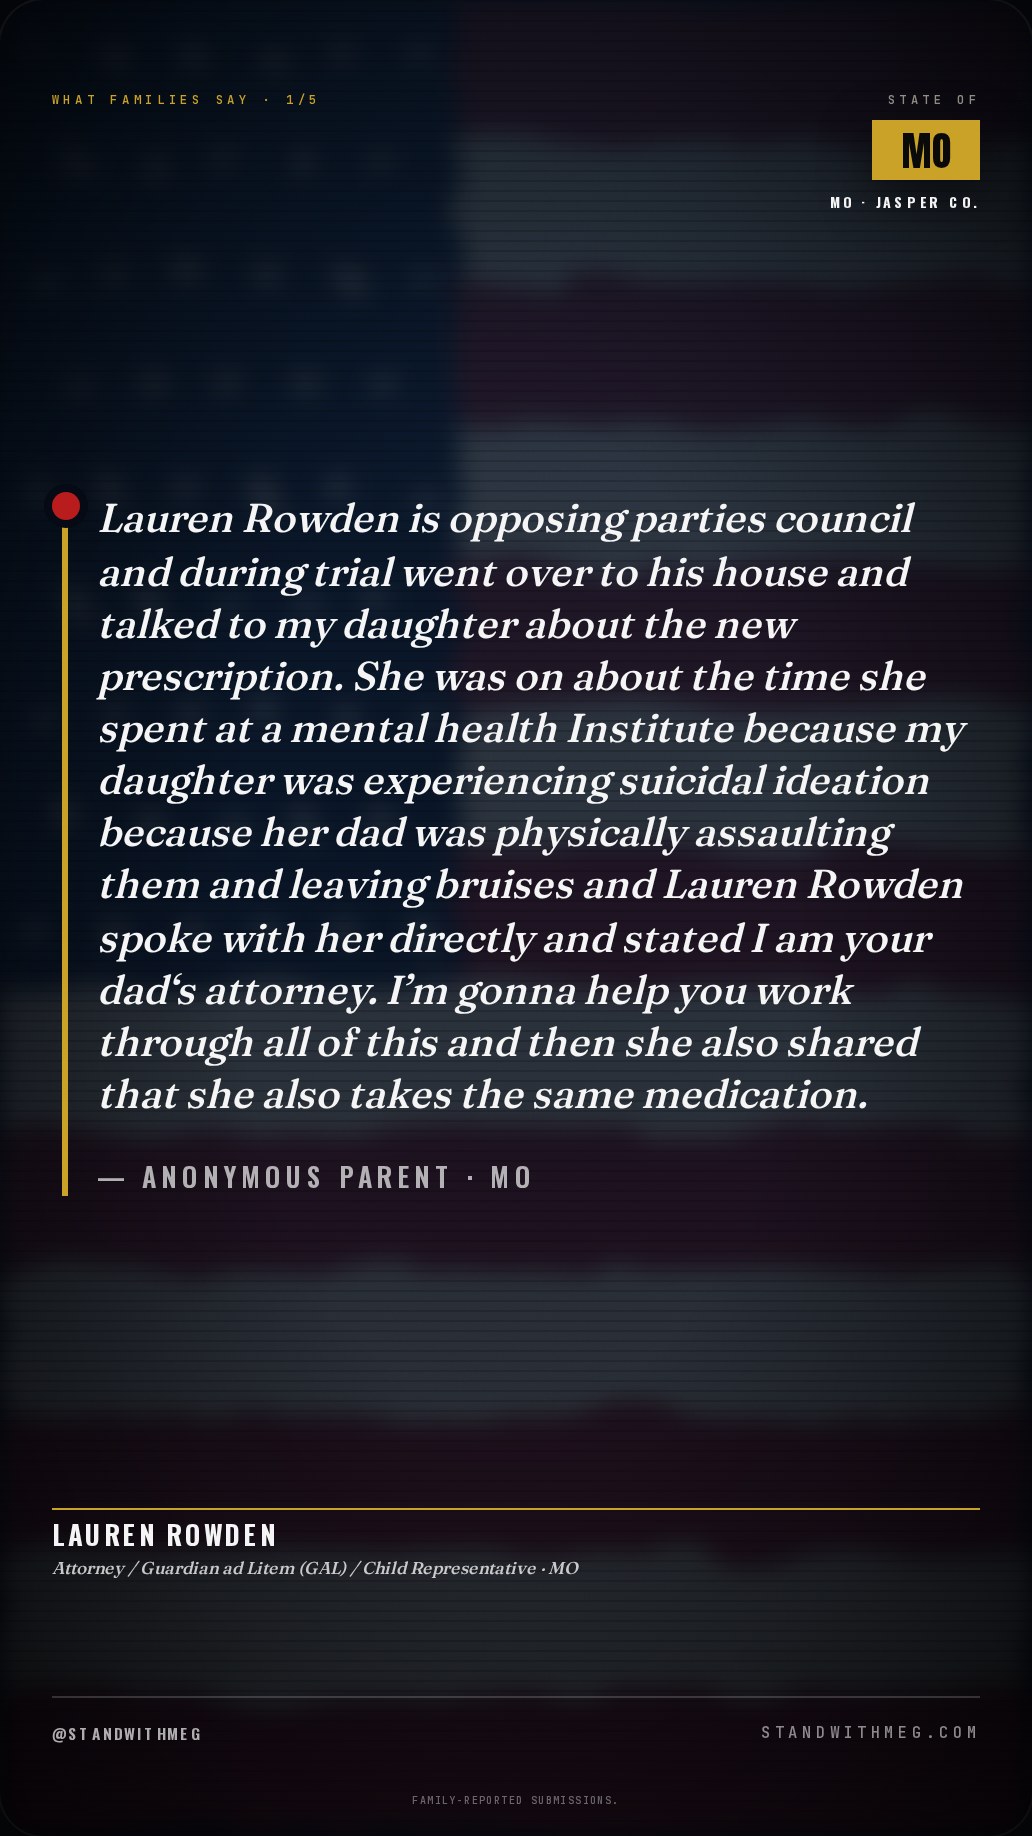 WHAT FAMILIES SAY · 1/5
STATE OF
MO
MO · JASPER CO.
Lauren Rowden is opposing parties council
and during trial went over to his house and
talked to my daughter about the new
prescription. She was on about the time she
spent at a mental health Institute because my
daughter was experiencing suicidal ideation
because her dad was physically assaulting
them and leaving bruises and Lauren Rowden
spoke with her directly and stated I am your
dad‘s attorney. I’m gonna help you work
through all of this and then she also shared
that she also takes the same medication.
— ANONYMOUS PARENT · MO
LAUREN ROWDEN
Attorney / Guardian ad Litem (GAL) / Child Representative · MO
@STANDWITHMEG
STANDWITHMEG.COM
FAMILY-REPORTED SUBMISSIONS.